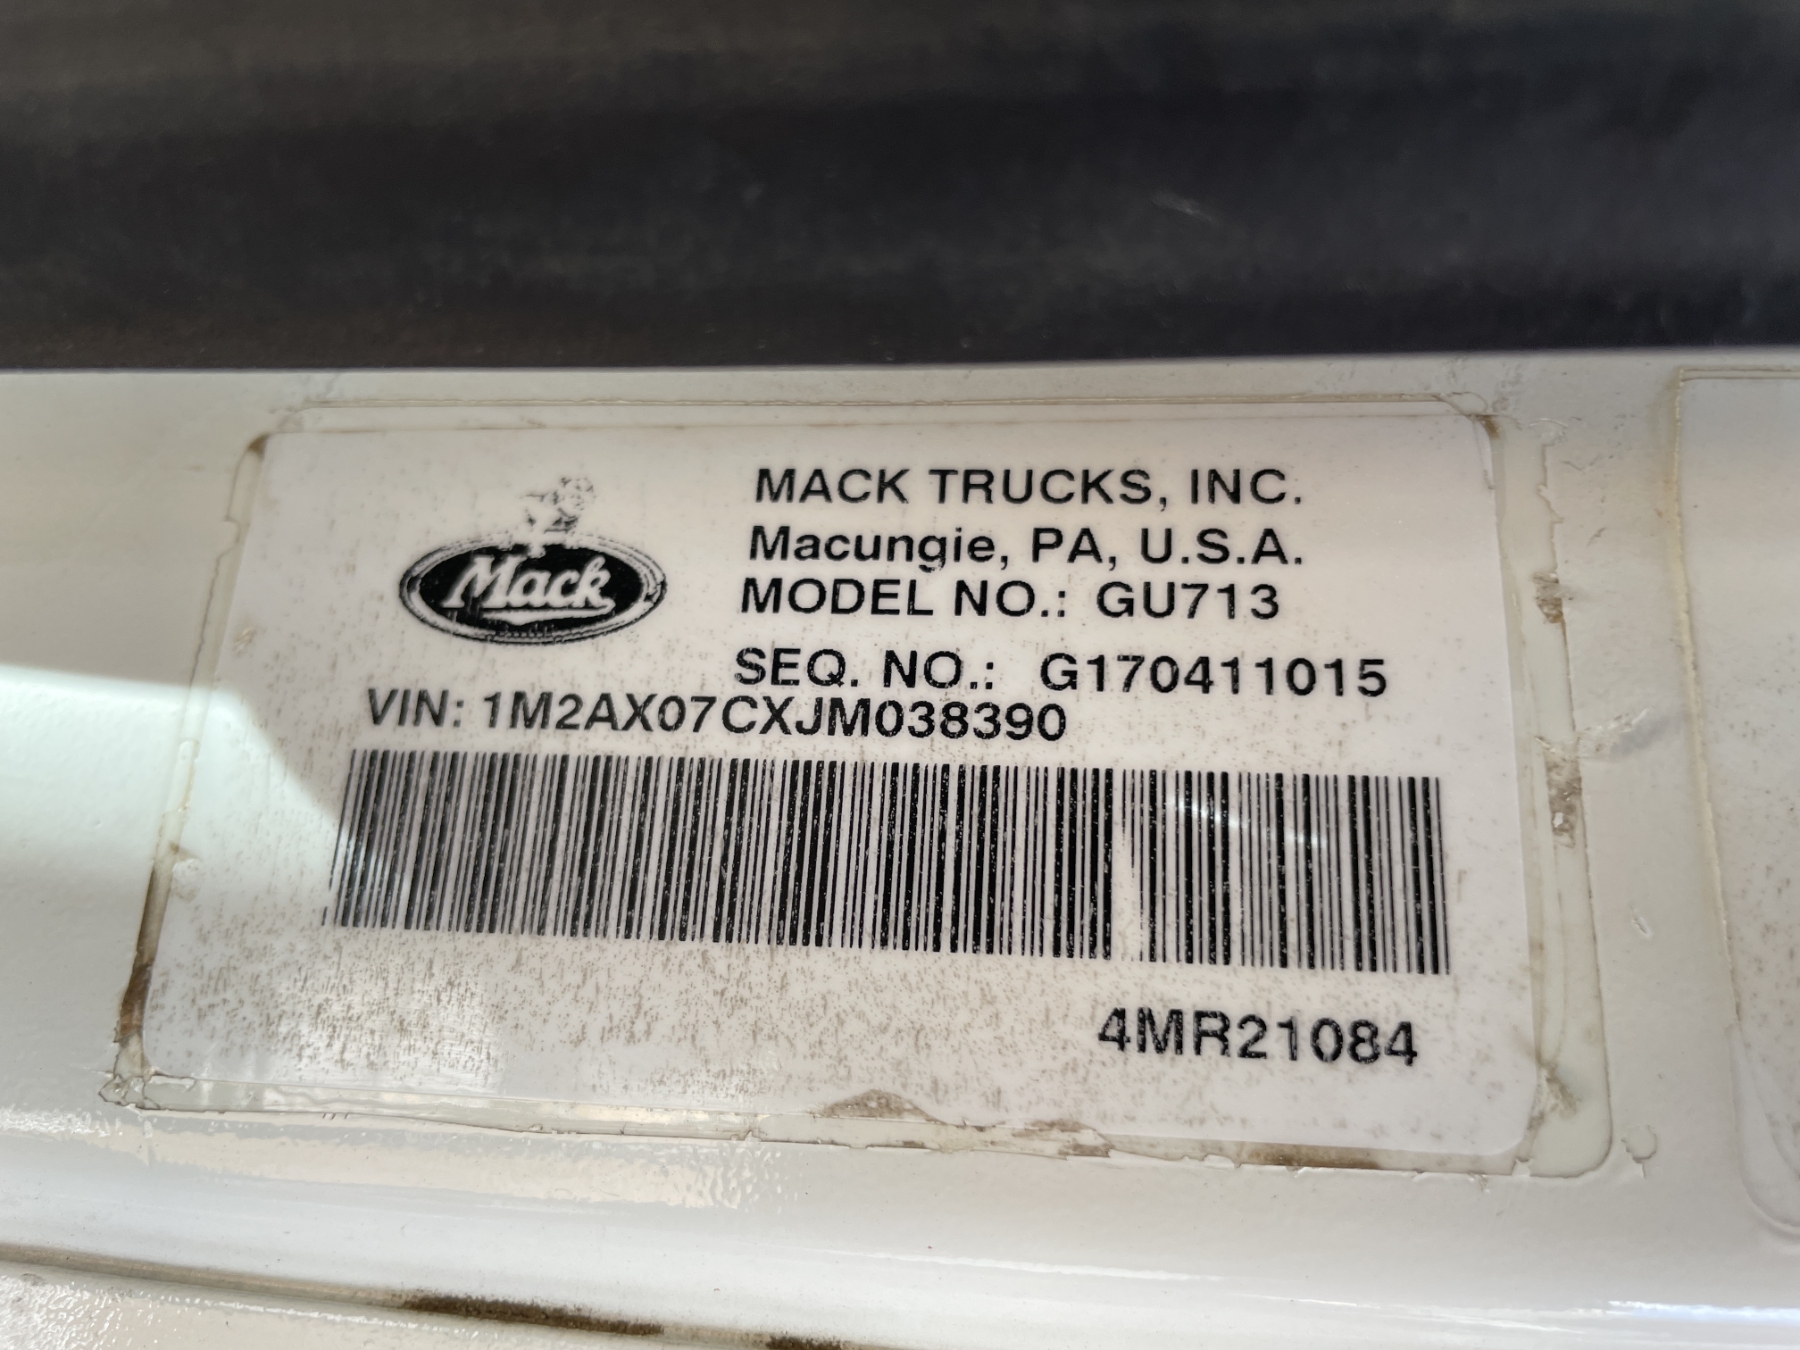 Mack
MACK TRUCKS, INC.
Macungie, PA, U.S.A.
MODEL NO.: GU713
SEQ. NO.: G170411015
VIN: 1M2AX07CXJM038390
4MR21084